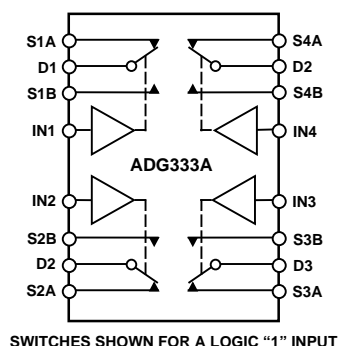 S1A
D1
S1B
IN1
S4A
D2
S4B
IN4
ADG333A
IN2
S2B
D2
S2A
IN3
S3B
D3
S3A
SWITCHES SHOWN FOR A LOGIC “1” INPUT